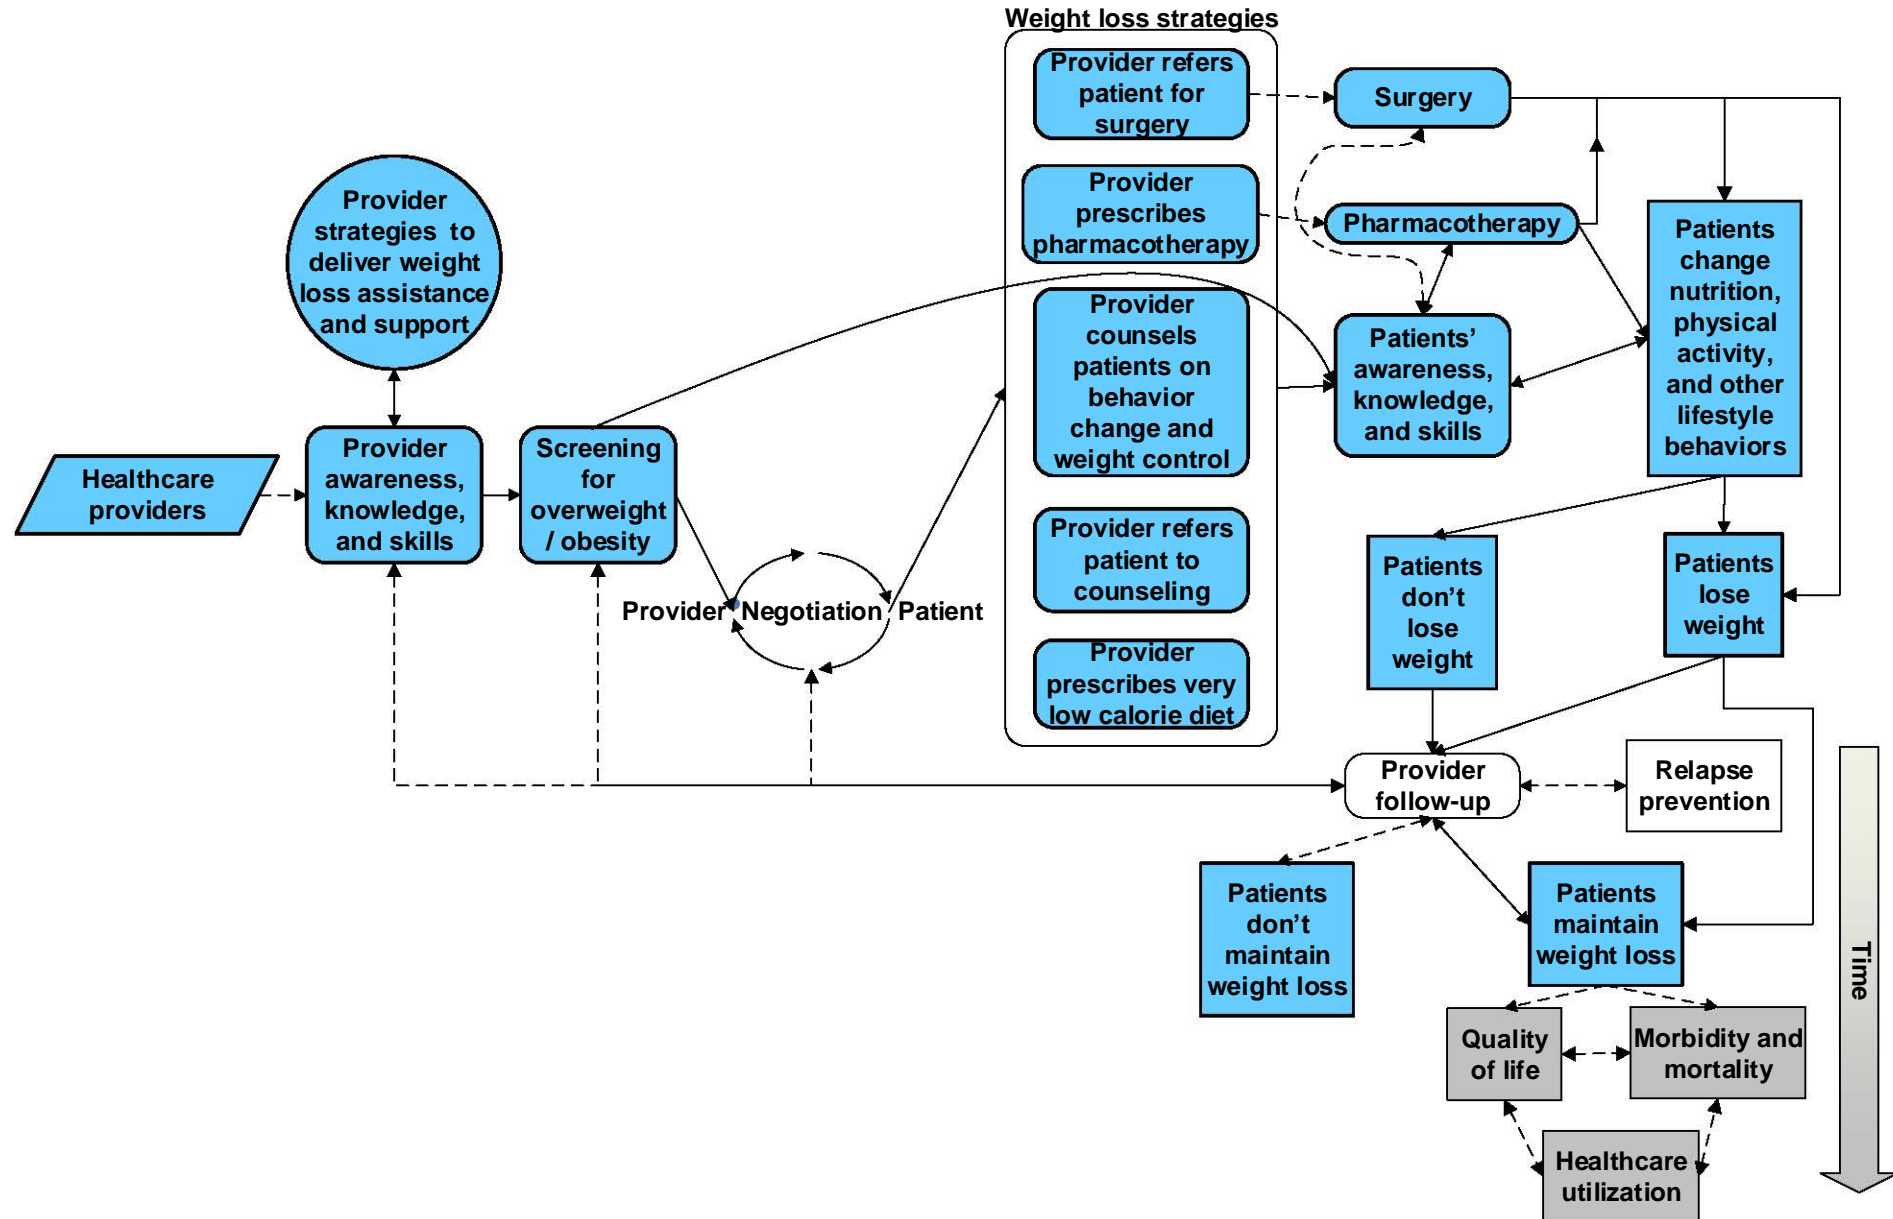 Weight loss strategies
Provider refers
patient for
surgery
Surgery
Provider
strategies to
deliver weight
loss assistance
and support
Provider
prescribes
pharmacotherapy
Pharmacotherapy
Patients
change
nutrition,
physical
activity,
and other
lifestyle
behaviors
Provider
counsels
patients on
behavior
change and
weight control
Patients’
awareness,
knowledge,
and skills
Healthcare
providers
Provider
awareness,
knowledge,
and skills
Screening
for
overweight
/ obesity
Provider Negotiation Patient
Provider refers
patient to
counseling
Patients
don’t
lose
weight
Patients
lose
weight
Provider
prescribes very
low calorie diet
Provider
follow-up
Relapse
prevention
Patients
don’t
maintain
weight loss
Patients
maintain
weight loss
Time
Quality
of life
Morbidity and
mortality
Healthcare
utilization